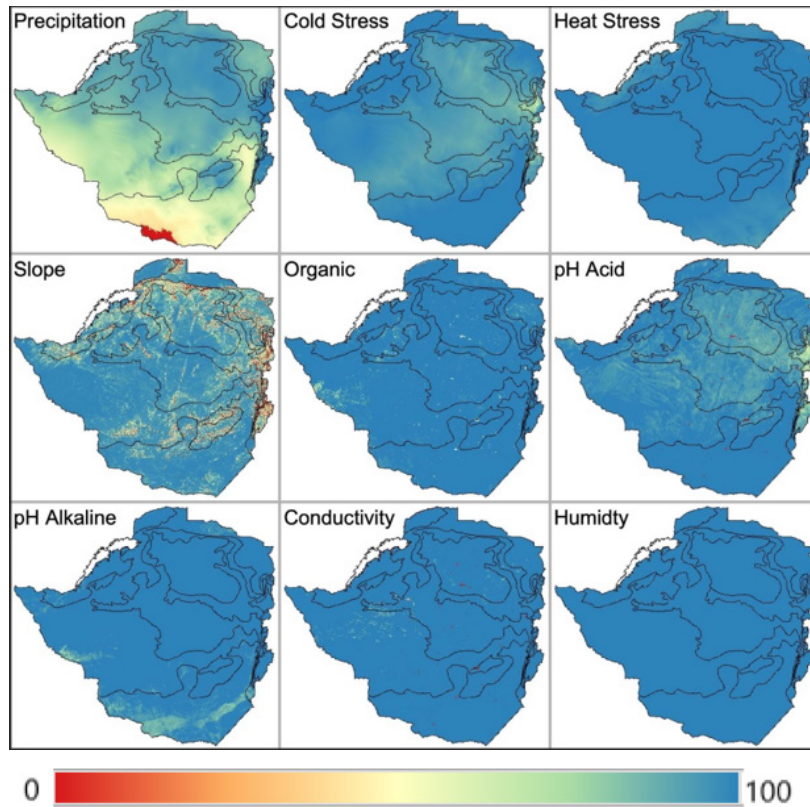 Precipitation
Cold Stress
Heat Stress
Slope
Organic
pH Acid
pH Alkaline
Conductivity
Humidty
0
100